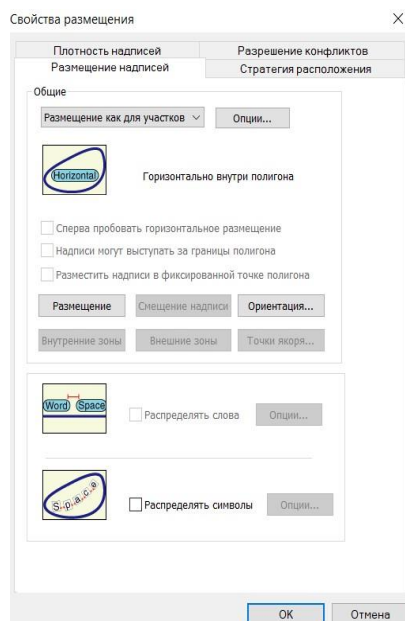 Свойства размещения
Плотность надписей Разрешение конфликтов
Размещение надписей Стратегия расположения
Общие
Размещение как для участков Опции...
Horizontal Горизонтально внутри полигона
Сперва пробовать горизонтальное размещение
Надписи могут выступать за границы полигона
Разместить надписи в фиксированной точке полигона
Размещение Смещение надписи Ориентация...
Внутренние зоны Внешние зоны Точки якоря...
Word Space Распределять слова Опции...
S..p..a..c..e Распределять символы Опции...
OK Отмена